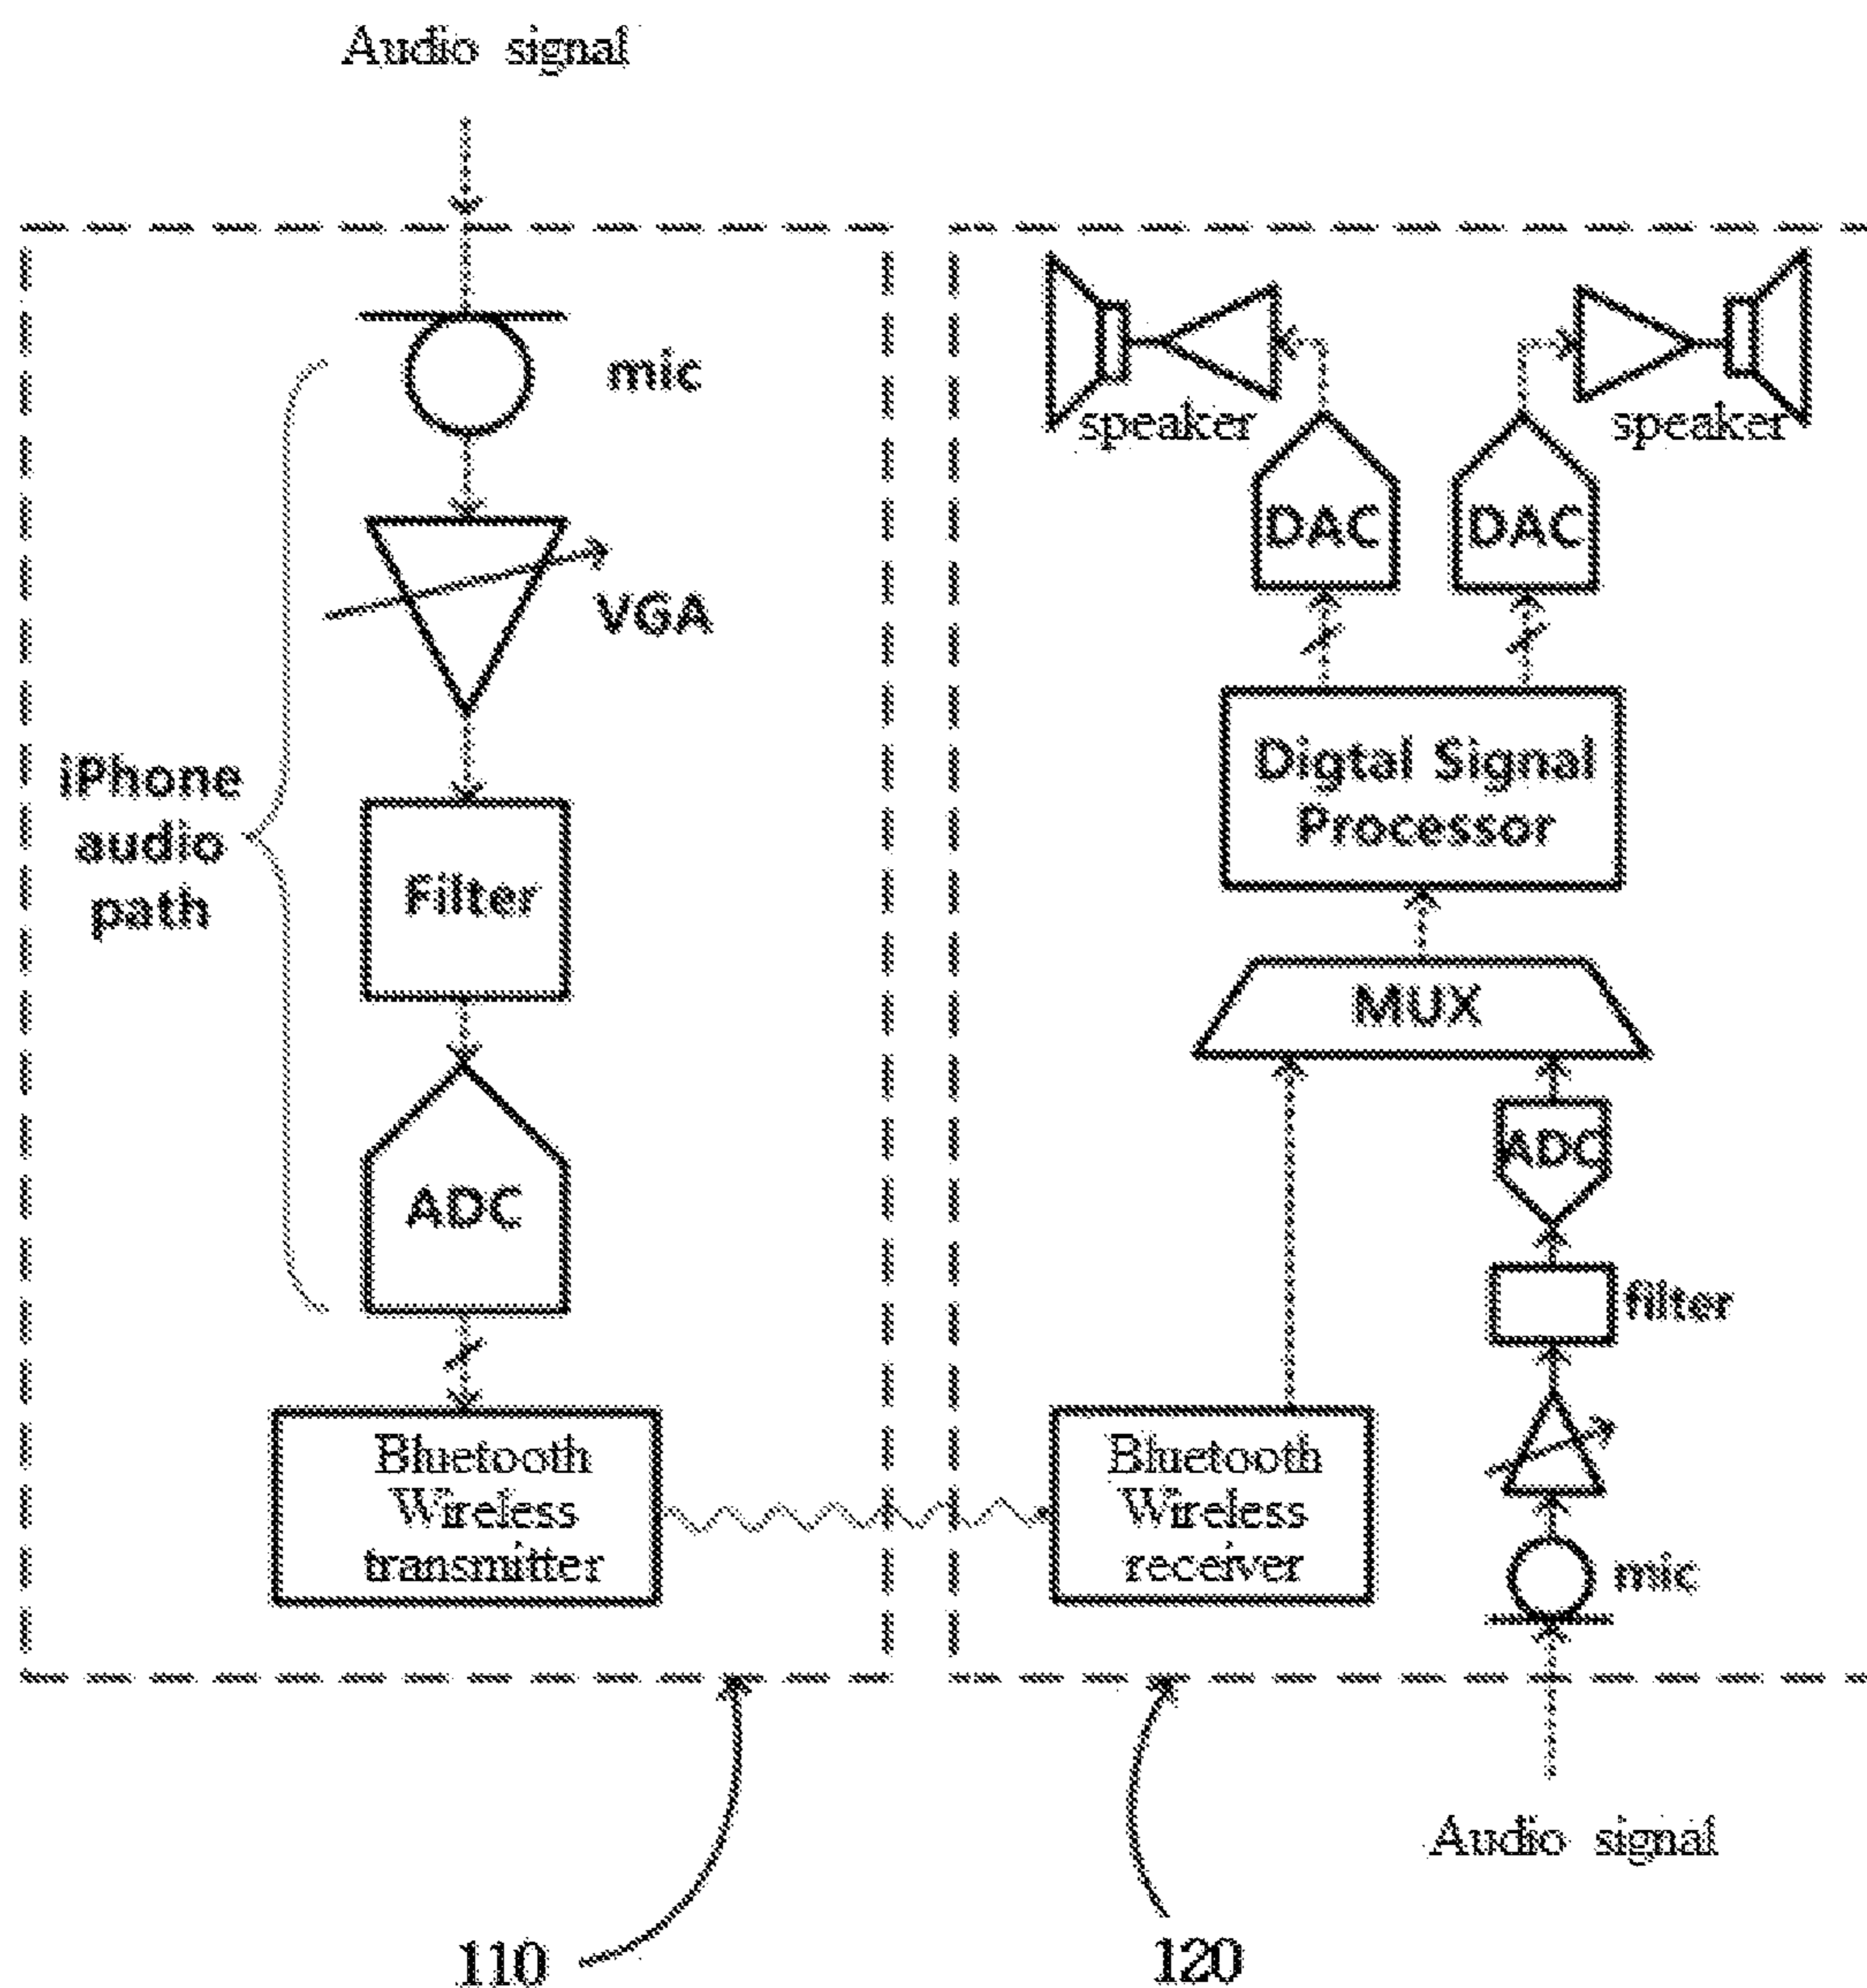 Audio signal
mic
VGA
iPhone
audio
path
Filter
ADC
Bluetooth
Wireless
transmitter
speaker
speaker
DAC
DAC
Digtal Signal
Processor
MUX
ADC
filter
Bluetooth
Wireless
receiver
mic
Audio signal
110
120